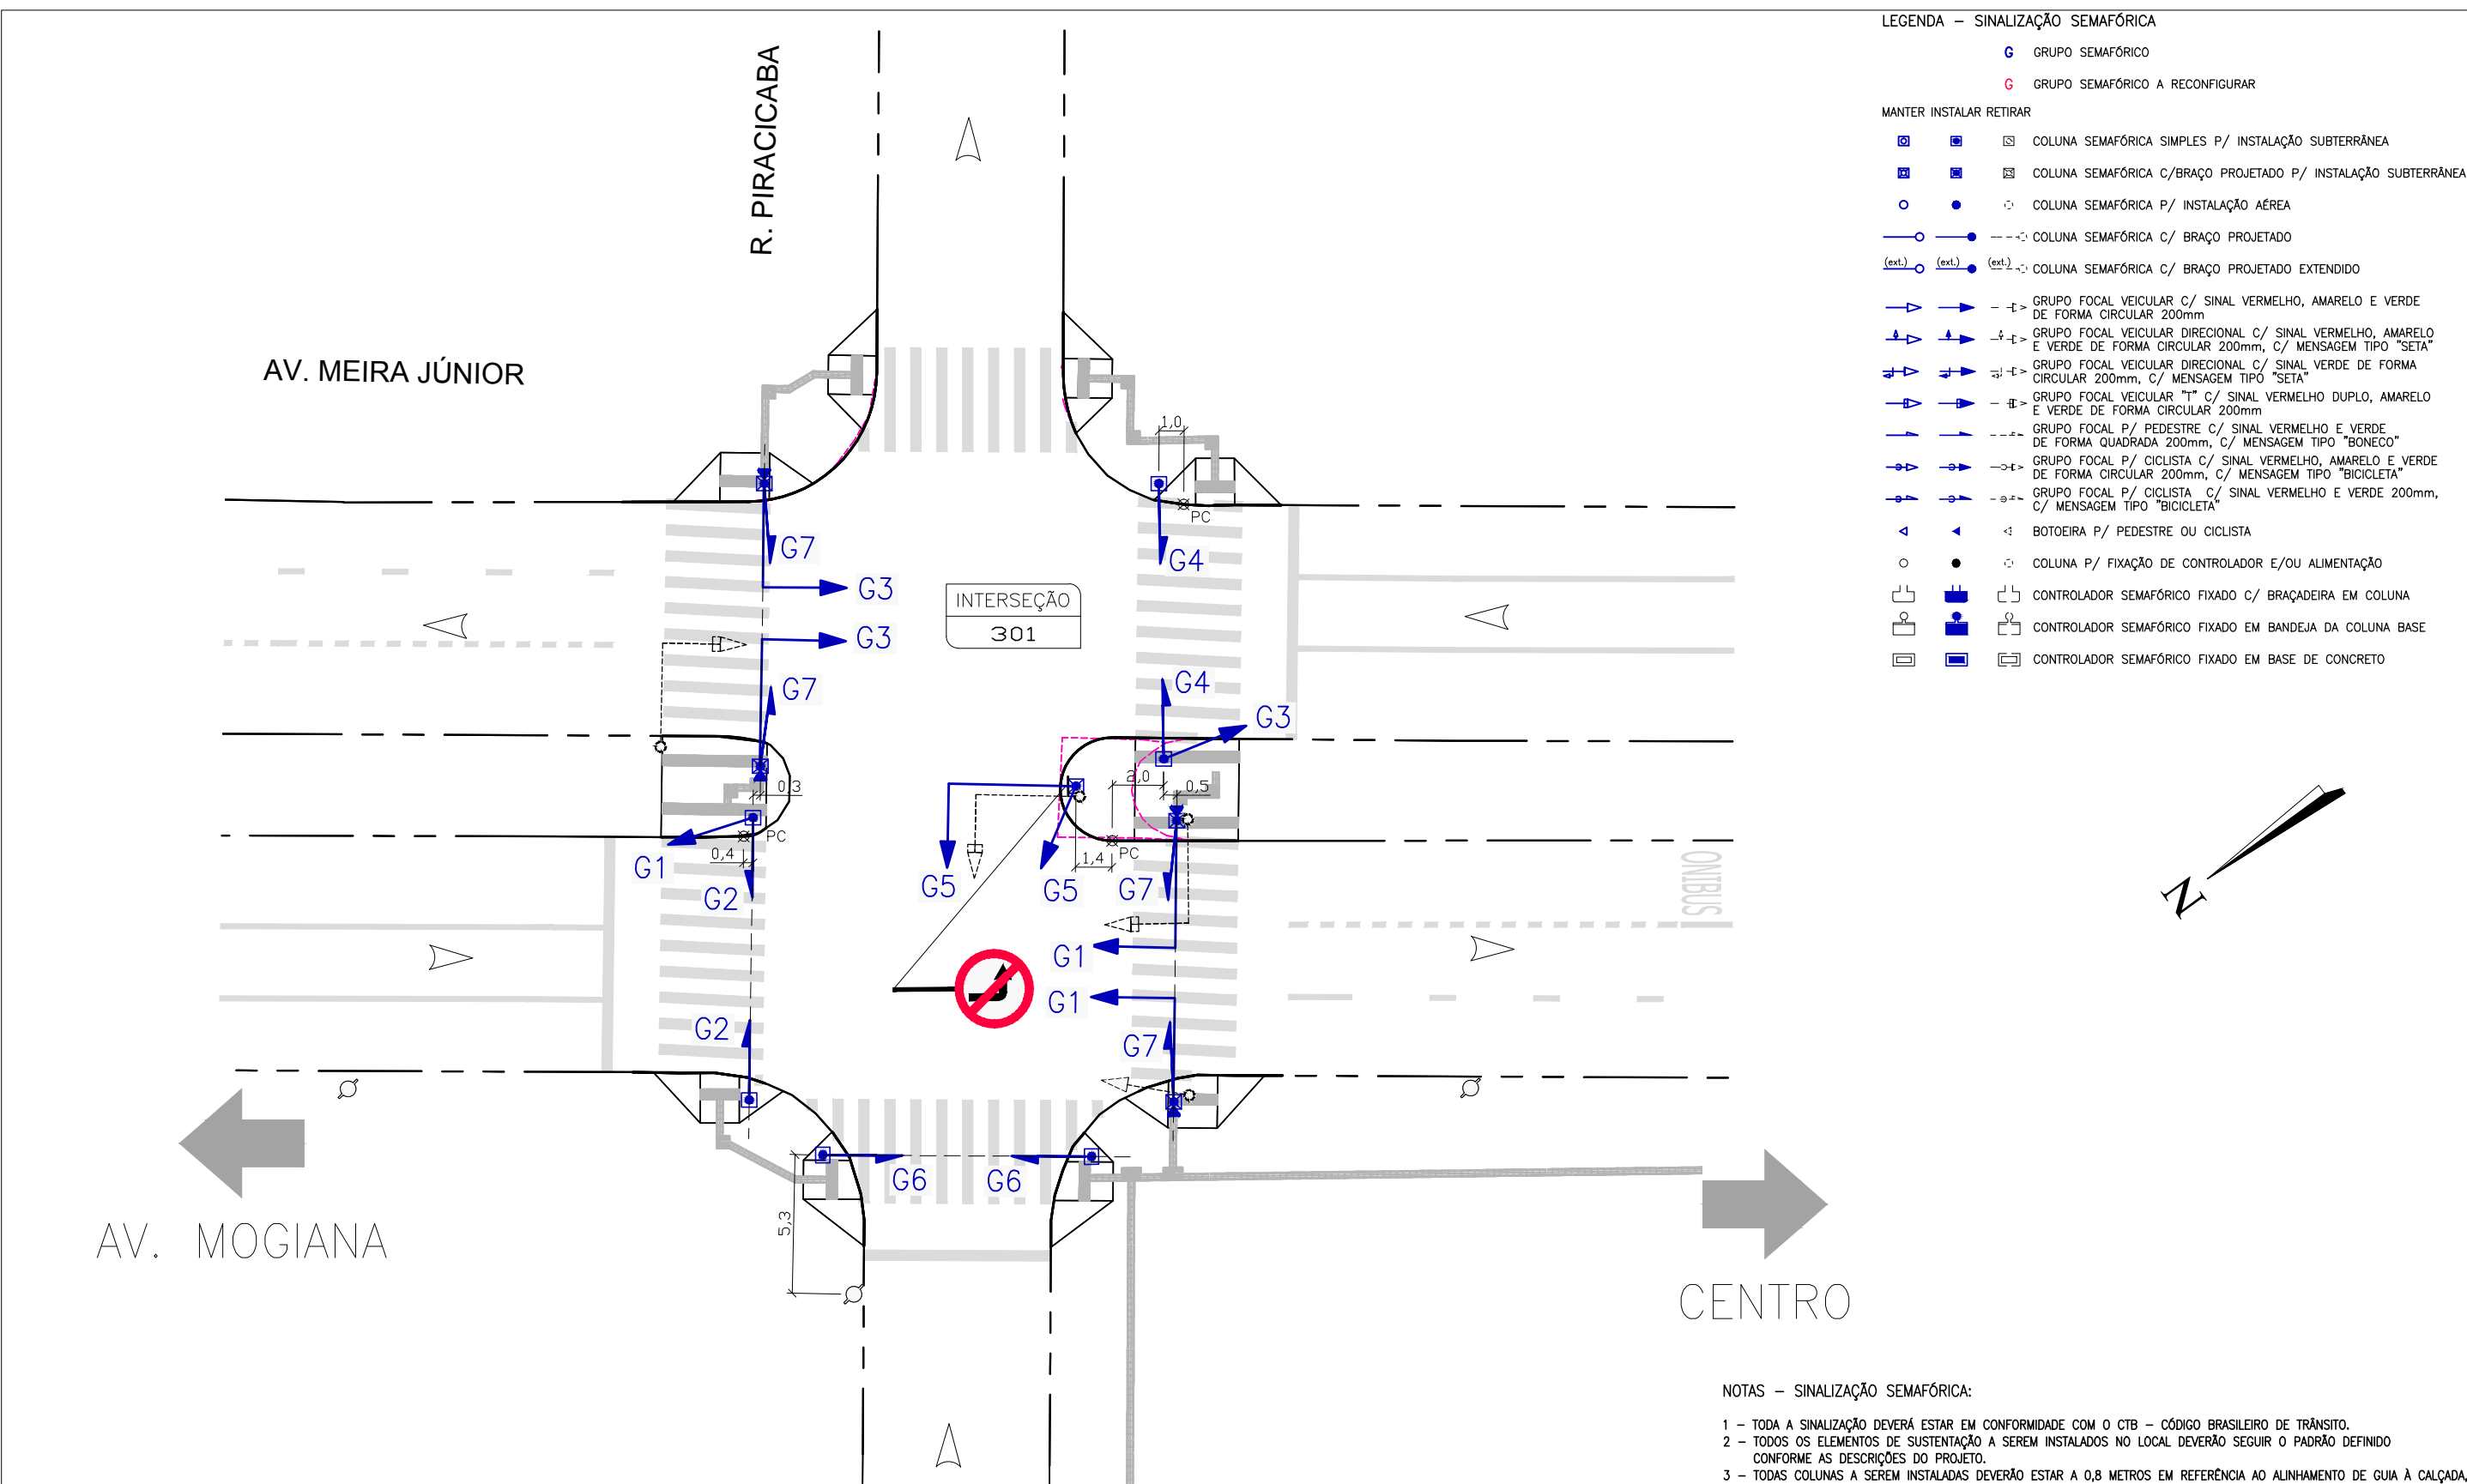 LEGENDA – SINALIZAÇÃO SEMAFÓRICA
G GRUPO SEMAFÓRICO
G GRUPO SEMAFÓRICO A RECONFIGURAR
MANTER INSTALAR RETIRAR
COLUNA SEMAFÓRICA SIMPLES P/ INSTALAÇÃO SUBTERRÂNEA
COLUNA SEMAFÓRICA C/BRAÇO PROJETADO P/ INSTALAÇÃO SUBTERRÂNEA
COLUNA SEMAFÓRICA P/ INSTALAÇÃO AÉREA
COLUNA SEMAFÓRICA C/ BRAÇO PROJETADO
(ext.) (ext.) (ext.) COLUNA SEMAFÓRICA C/ BRAÇO PROJETADO EXTENDIDO
GRUPO FOCAL VEICULAR C/ SINAL VERMELHO, AMARELO E VERDE
DE FORMA CIRCULAR 200mm
GRUPO FOCAL VEICULAR DIRECIONAL C/ SINAL VERMELHO, AMARELO
E VERDE DE FORMA CIRCULAR 200mm, C/ MENSAGEM TIPO "SETA"
GRUPO FOCAL VEICULAR DIRECIONAL C/ SINAL VERDE DE FORMA
CIRCULAR 200mm, C/ MENSAGEM TIPO "SETA"
GRUPO FOCAL VEICULAR "T" C/ SINAL VERMELHO DUPLO, AMARELO
E VERDE DE FORMA CIRCULAR 200mm
GRUPO FOCAL P/ PEDESTRE C/ SINAL VERMELHO E VERDE
DE FORMA QUADRADA 200mm, C/ MENSAGEM TIPO "BONECO"
GRUPO FOCAL P/ CICLISTA C/ SINAL VERMELHO, AMARELO E VERDE
DE FORMA CIRCULAR 200mm, C/ MENSAGEM TIPO "BICICLETA"
GRUPO FOCAL P/ CICLISTA C/ SINAL VERMELHO E VERDE 200mm,
C/ MENSAGEM TIPO "BICICLETA"
BOTOEIRA P/ PEDESTRE OU CICLISTA
COLUNA P/ FIXAÇÃO DE CONTROLADOR E/OU ALIMENTAÇÃO
CONTROLADOR SEMAFÓRICO FIXADO C/ BRAÇADEIRA EM COLUNA
CONTROLADOR SEMAFÓRICO FIXADO EM BANDEJA DA COLUNA BASE
CONTROLADOR SEMAFÓRICO FIXADO EM BASE DE CONCRETO
R. PIRACICABA
AV. MEIRA JÚNIOR
1,0
PC
G7
G4
G3
INTERSEÇÃO
301
G3
G7
G4
G3
0,3
2,0
0,5
PC
0,4
G1
G2
G5
G5
1,4
PC
G7
ONIBUS
G1
G1
G2
G7
G6
G6
5,3
N
AV. MOGIANA
CENTRO
NOTAS – SINALIZAÇÃO SEMAFÓRICA:
1 – TODA A SINALIZAÇÃO DEVERÁ ESTAR EM CONFORMIDADE COM O CTB – CÓDIGO BRASILEIRO DE TRÂNSITO.
2 – TODOS OS ELEMENTOS DE SUSTENTAÇÃO A SEREM INSTALADOS NO LOCAL DEVERÃO SEGUIR O PADRÃO DEFINIDO
CONFORME AS DESCRIÇÕES DO PROJETO.
3 – TODAS COLUNAS A SEREM INSTALADAS DEVERÃO ESTAR A 0,8 METROS EM REFERÊNCIA AO ALINHAMENTO DE GUIA À CALÇADA,